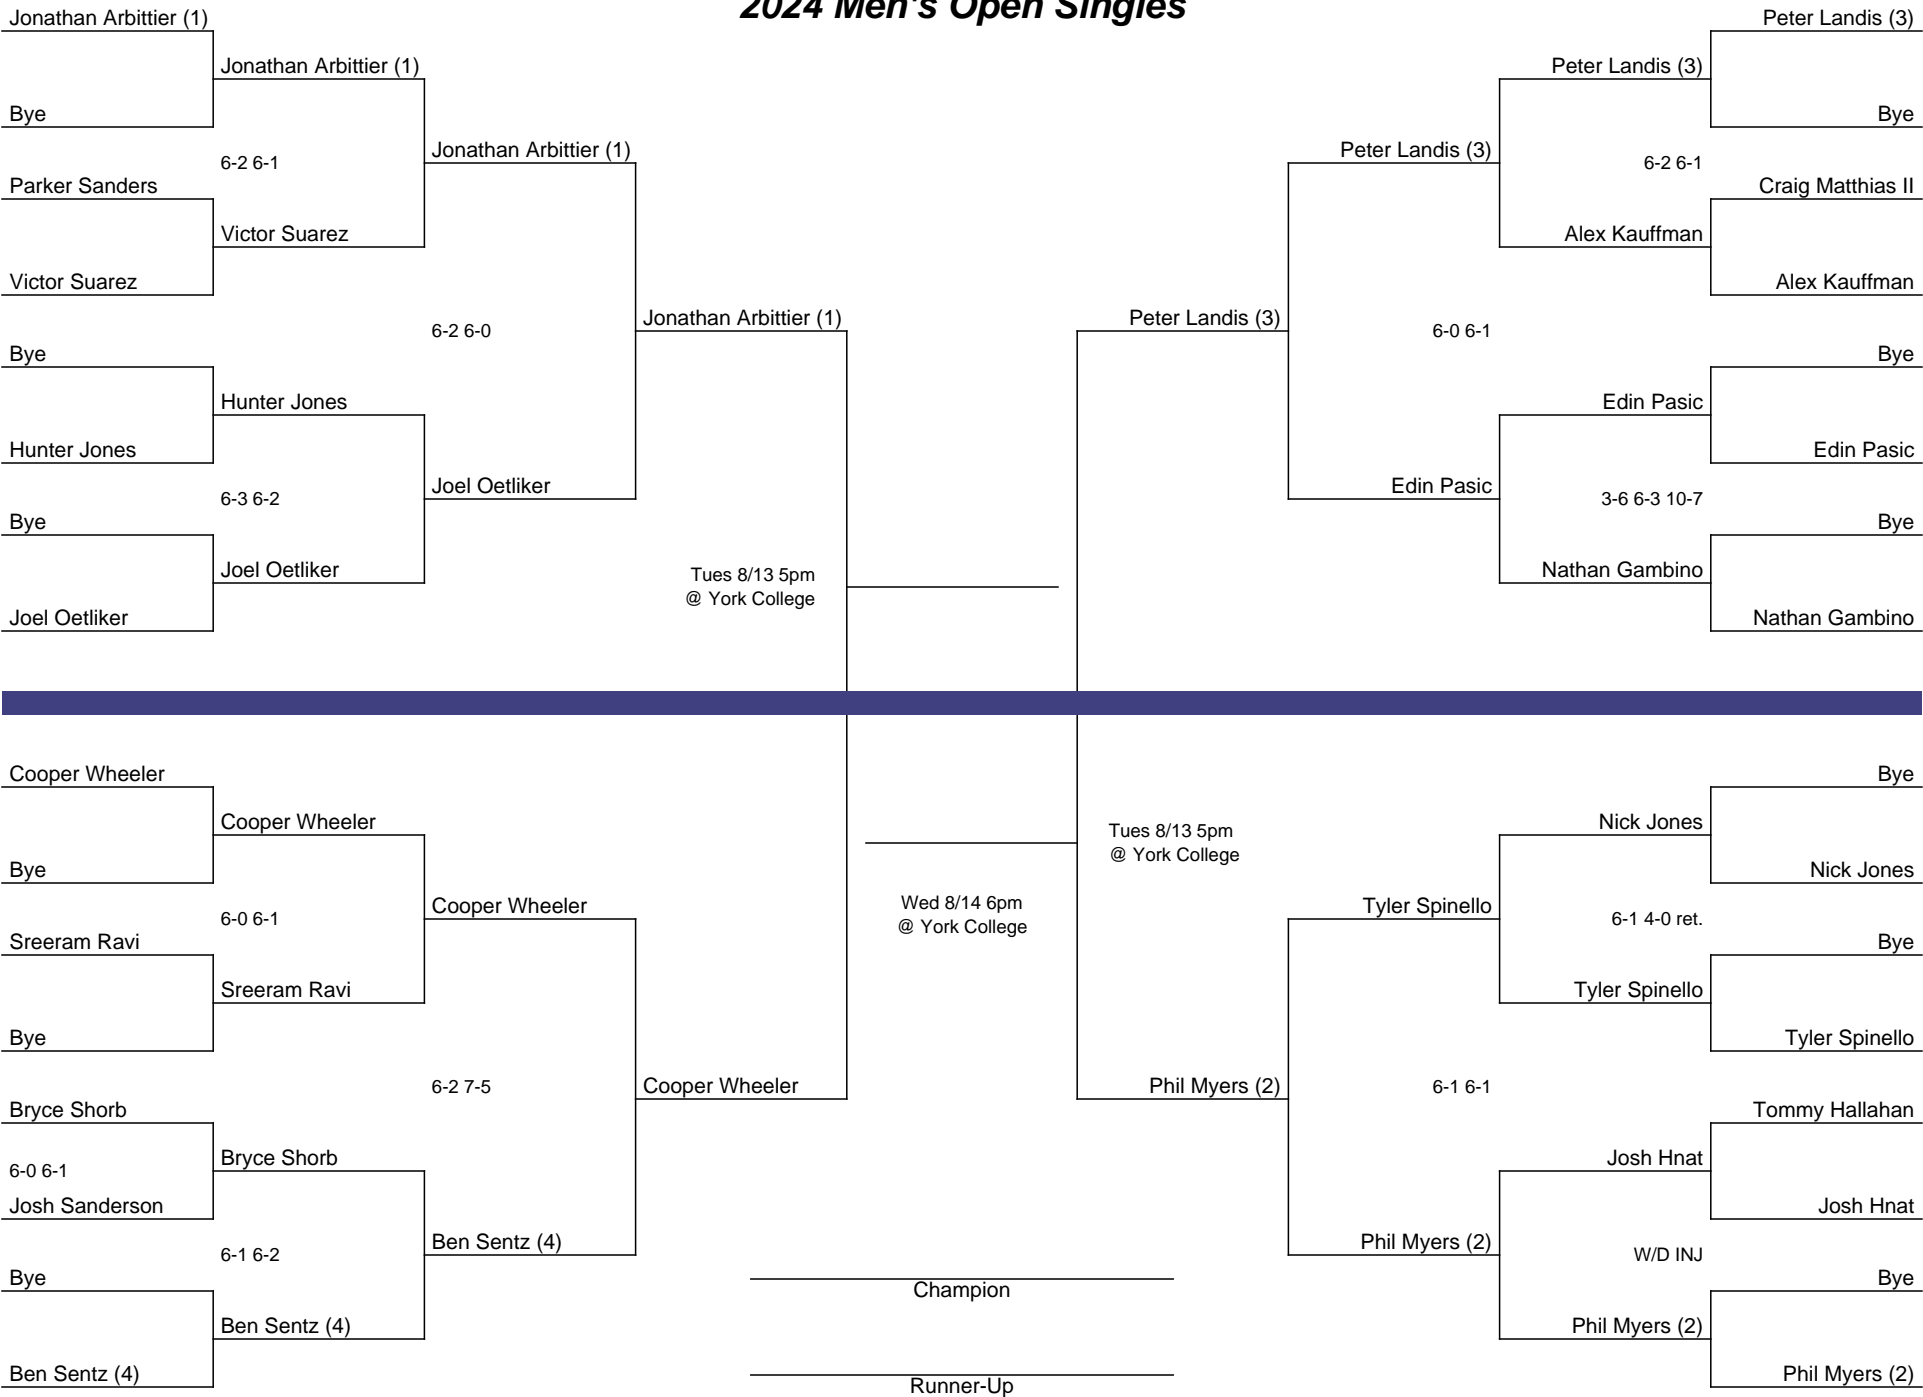 2024 Men's Open Singles
Jonathan Arbittier (1)
Bye
Parker Sanders
Victor Suarez
Bye
Hunter Jones
Bye
Joel Oetliker
Jonathan Arbittier (1)
6-2 6-1
Victor Suarez
Hunter Jones
6-3 6-2
Joel Oetliker
Jonathan Arbittier (1)
6-2 6-0
Joel Oetliker
Jonathan Arbittier (1)
Tues 8/13 5pm
@ York College
Peter Landis (3)
Peter Landis (3)
6-0 6-1
Edin Pasic
Peter Landis (3)
6-2 6-1
Alex Kauffman
Edin Pasic
3-6 6-3 10-7
Nathan Gambino
Peter Landis (3)
Bye
Craig Matthias II
Alex Kauffman
Bye
Edin Pasic
Bye
Nathan Gambino
Cooper Wheeler
Bye
Sreeram Ravi
Bye
Bryce Shorb
6-0 6-1
Josh Sanderson
Bye
Ben Sentz (4)
Cooper Wheeler
6-0 6-1
Sreeram Ravi
Bryce Shorb
6-1 6-2
Ben Sentz (4)
Cooper Wheeler
6-2 7-5
Ben Sentz (4)
Cooper Wheeler
Wed 8/14 6pm
@ York College
Tues 8/13 5pm
@ York College
Phil Myers (2)
Tyler Spinello
6-1 6-1
Phil Myers (2)
Nick Jones
6-1 4-0 ret.
Tyler Spinello
Josh Hnat
W/D INJ
Phil Myers (2)
Bye
Nick Jones
Bye
Tyler Spinello
Tommy Hallahan
Josh Hnat
Bye
Phil Myers (2)
Champion
Runner-Up